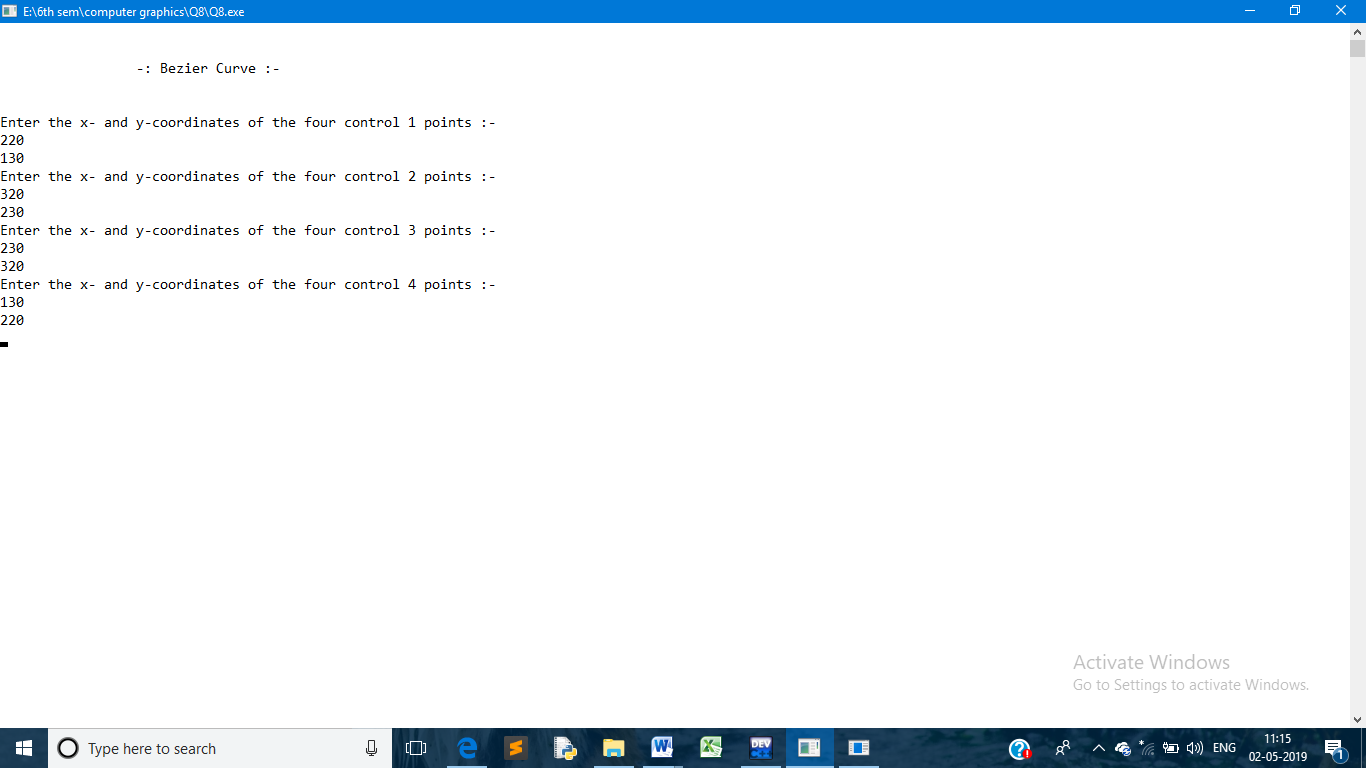 E:\6th sem\computer graphics\Q8\Q8.exe
-: Bezier Curve :-
Enter the x- and y-coordinates of the four control 1 points :-
220
130
Enter the x- and y-coordinates of the four control 2 points :-
320
230
Enter the x- and y-coordinates of the four control 3 points :-
230
320
Enter the x- and y-coordinates of the four control 4 points :-
130
220
Activate Windows
Go to Settings to activate Windows.
Type here to search
DEV
ENG
11:15
02-05-2019
1